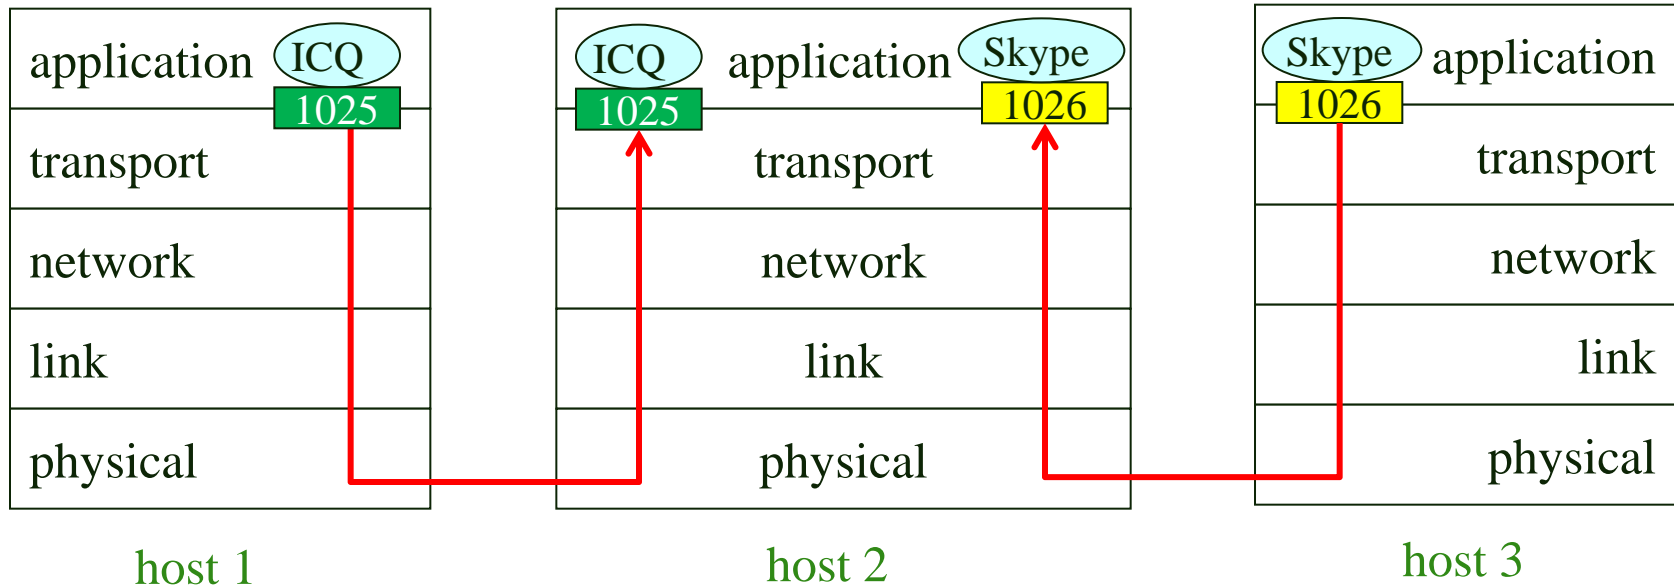 application
ICQ
1025
transport
network
link
physical
host 1
ICQ
application
Skype
1025
1026
transport
network
link
physical
host 2
Skype
application
1026
transport
network
link
physical
host 3